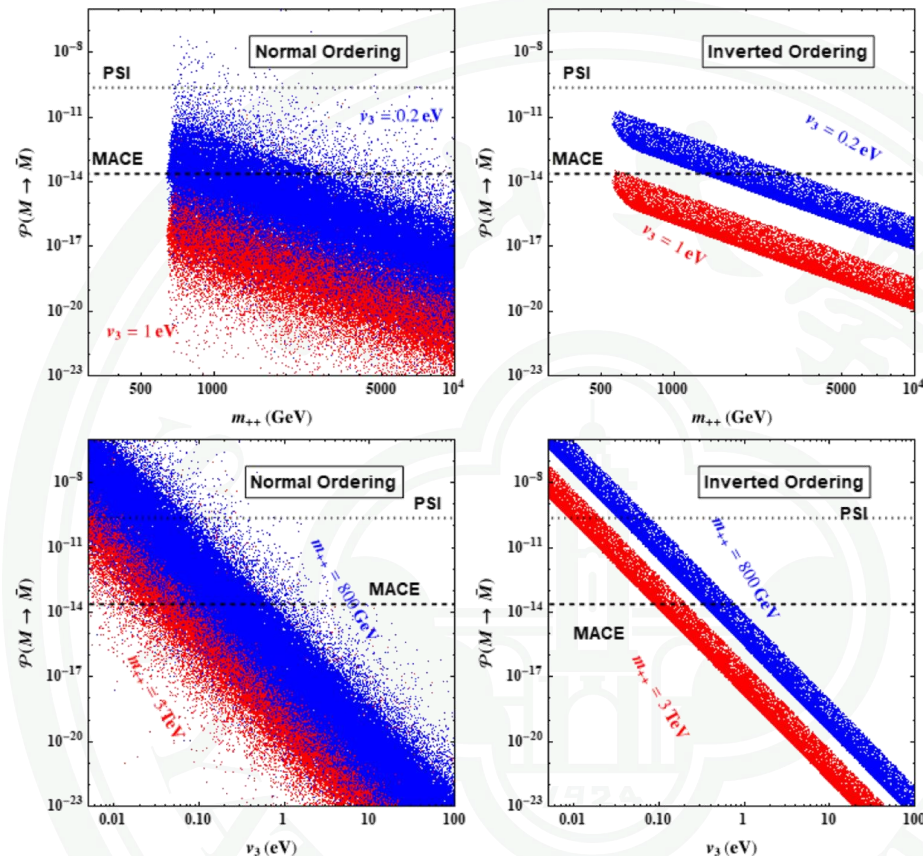 Normal Ordering
PSI
v₃ = 0.2 eV
MACE
v₃ = 1 eV
𝒫(M → M̄)
10⁻⁸
10⁻¹¹
10⁻¹⁴
10⁻¹⁷
10⁻²⁰
10⁻²³
500 1000 5000 10⁴
m₊₊ (GeV)
Inverted Ordering
PSI
v₃ = 0.2 eV
MACE
v₃ = 1 eV
𝒫(M → M̄)
10⁻⁸
10⁻¹¹
10⁻¹⁴
10⁻¹⁷
10⁻²⁰
10⁻²³
500 1000 5000 10⁴
m₊₊ (GeV)
Normal Ordering
PSI
m₊₊ = 800 GeV
MACE
m₊₊ = 3 TeV
𝒫(M → M̄)
10⁻⁸
10⁻¹¹
10⁻¹⁴
10⁻¹⁷
10⁻²⁰
10⁻²³
0.01 0.10 1 10 100
v₃ (eV)
Inverted Ordering
PSI
m₊₊ = 800 GeV
MACE
m₊₊ = 3 TeV
𝒫(M → M̄)
10⁻⁸
10⁻¹¹
10⁻¹⁴
10⁻¹⁷
10⁻²⁰
10⁻²³
0.01 0.10 1 10 100
v₃ (eV)
1924